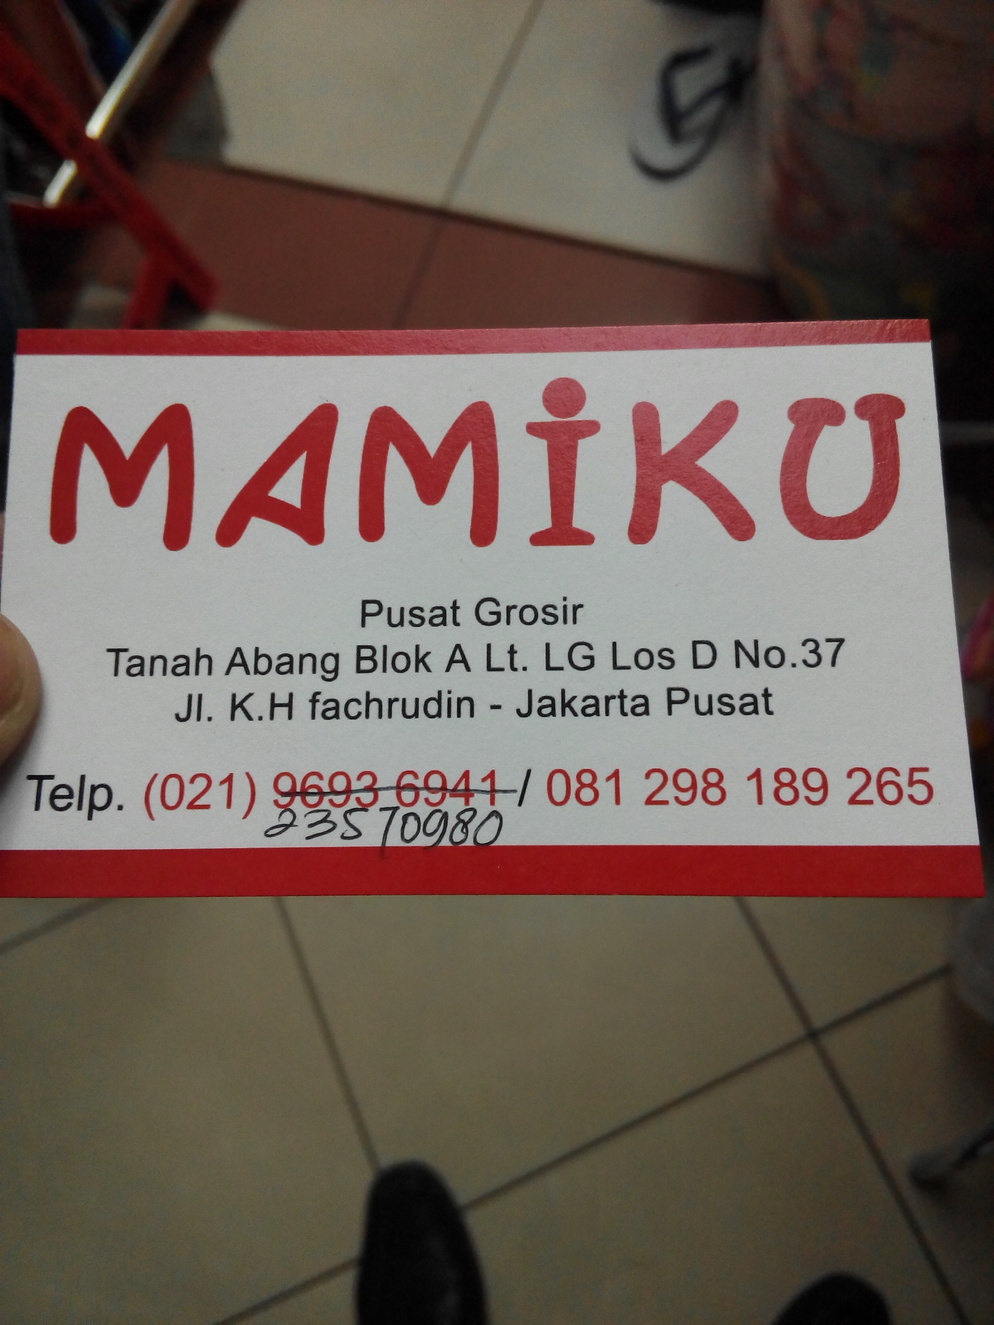 MAMiKU
Pusat Grosir
Tanah Abang Blok A Lt. LG Los D No.37
Jl. K.H fachrudin - Jakarta Pusat
Telp. (021) 9693 6941 / 081 298 189 265
23570980